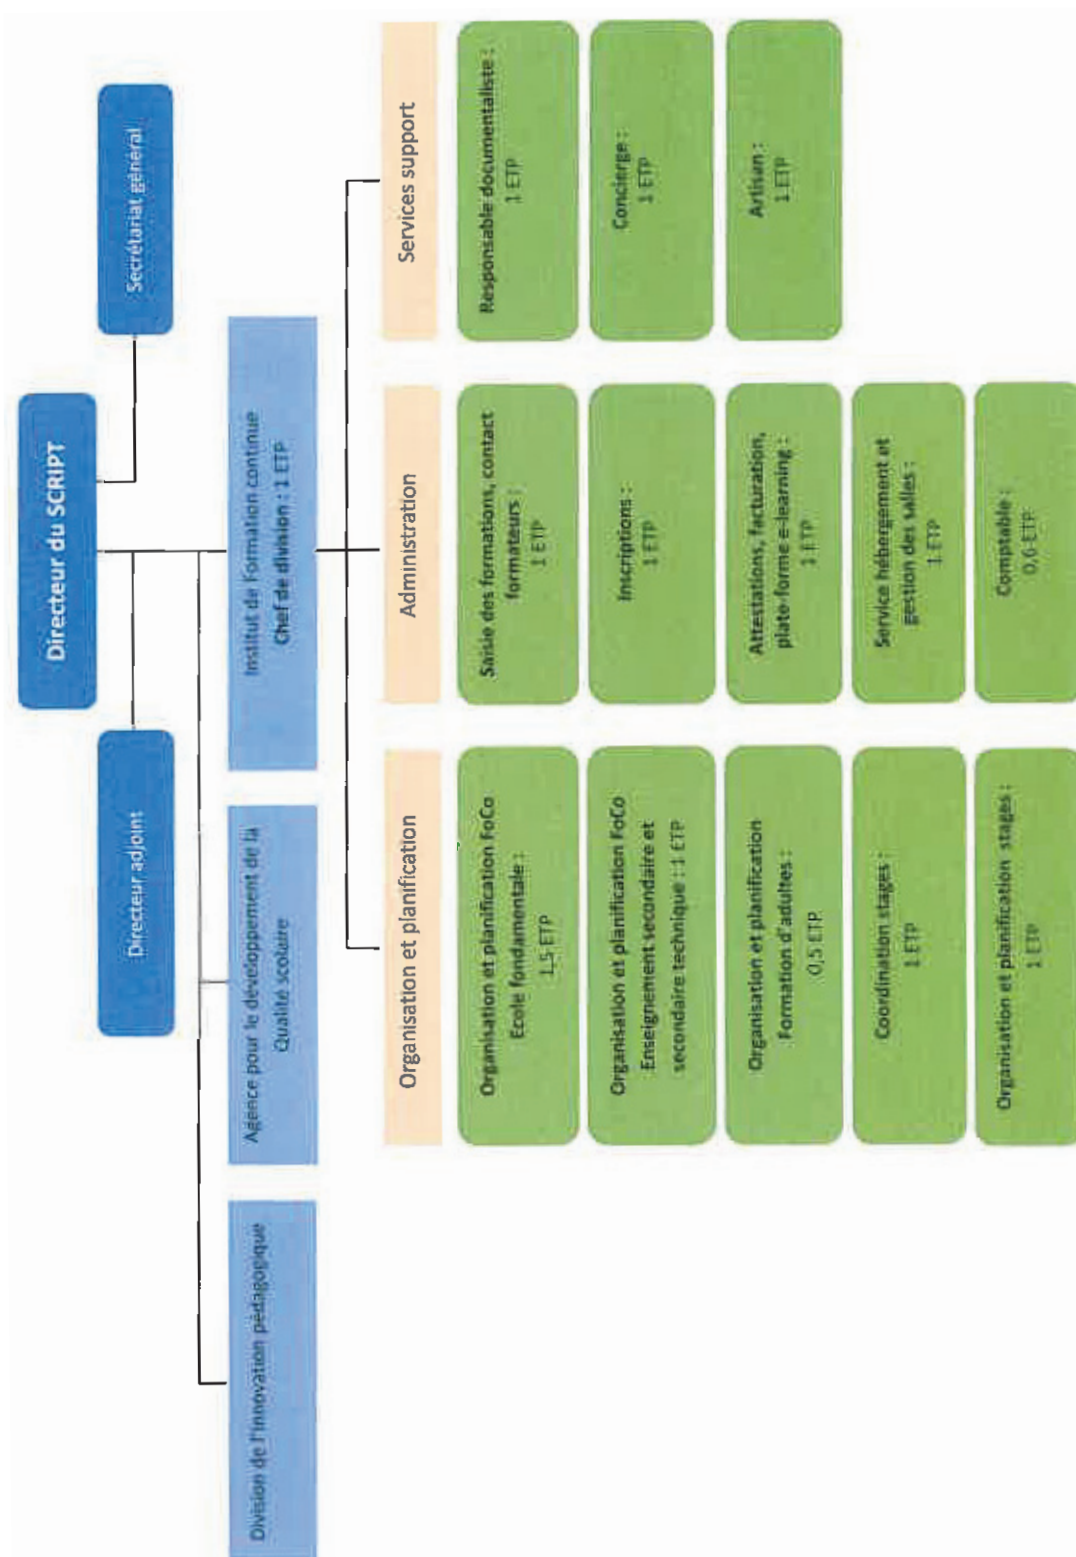 Directeur du SCRIPT
Secrétariat général
Directeur adjoint
Division de l'Innovation pédagogique
Agence pour le développement de la
Qualité scolaire
Institut de Formation continue
Chef de division : 1 ETP
Organisation et planification
Administration
Services support
Organisation et planification FoCo
Ecole fondamentale :
1,5 ETP
Organisation et planification FoCo
Enseignement secondaire et
secondaire technique : : 1 ETP
Organisation et planification
Formation d'adultes :
0,5 ETP
Coordination stages :
1 ETP
Organisation et planification stages :
1 ETP
Saisie des formations, contact
formateurs :
1 ETP
Inscriptions :
1 ETP
Attestations, facturation,
plate-forme e-learning :
1 ETP
Service hébergement et
gestion des salles :
1 ETP
Comptable :
0,6 ETP
Responsable documentaliste :
1 ETP
Concierge :
1 ETP
Artisan :
1 ETP